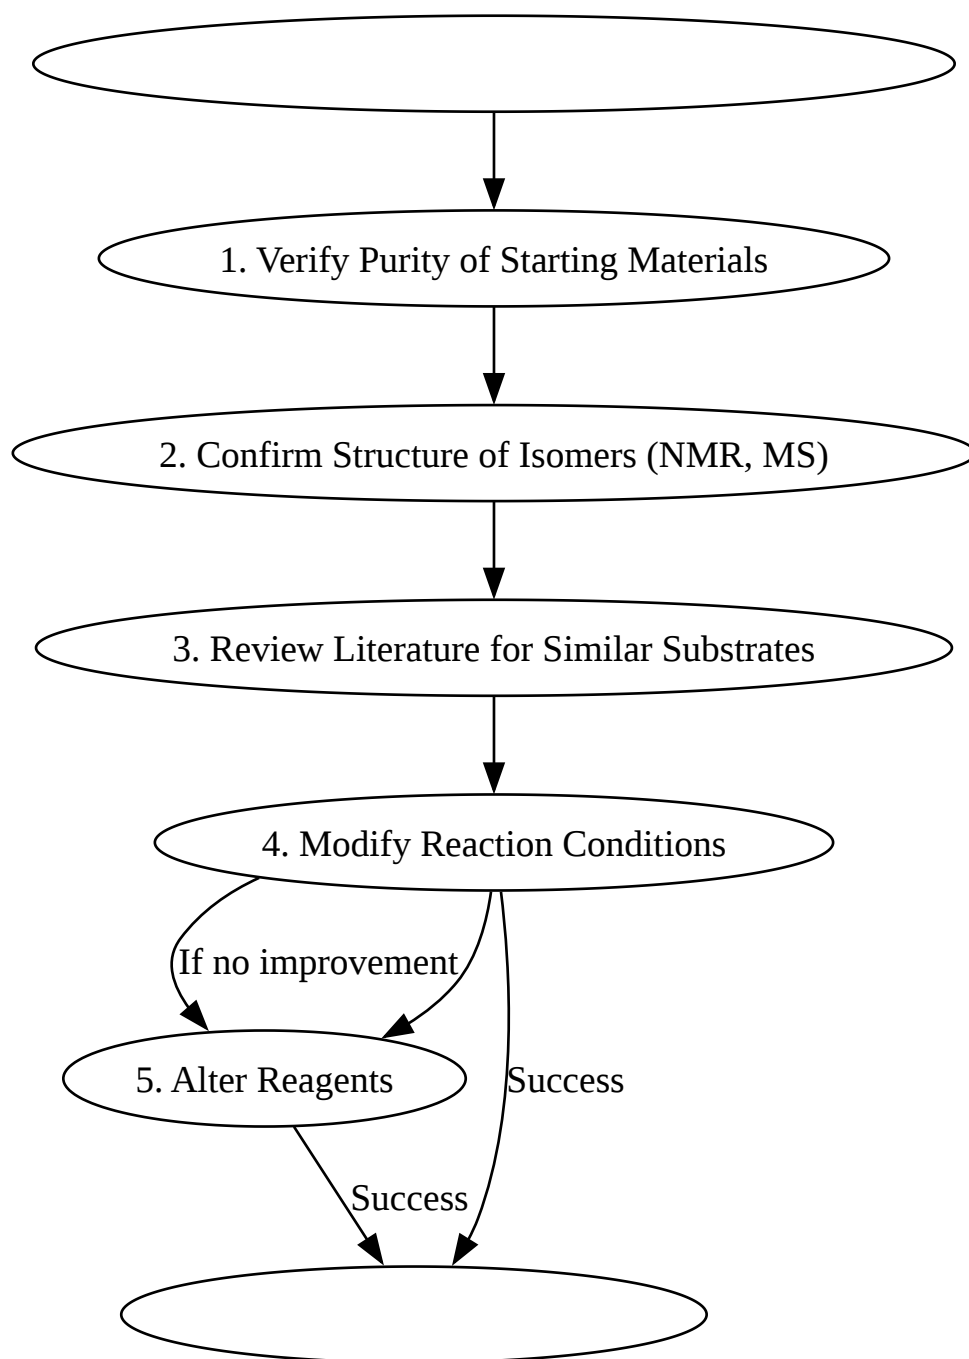 1. Verify Purity of Starting Materials
2. Confirm Structure of Isomers (NMR, MS)
3. Review Literature for Similar Substrates
4. Modify Reaction Conditions
If no improvement
5. Alter Reagents
Success
Success